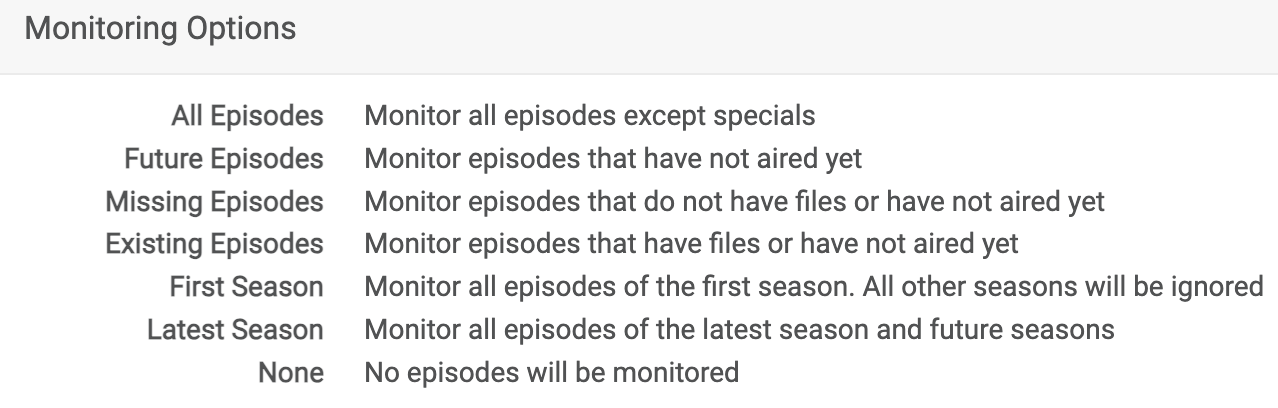 Monitoring Options
All Episodes Monitor all episodes except specials
Future Episodes Monitor episodes that have not aired yet
Missing Episodes Monitor episodes that do not have files or have not aired yet
Existing Episodes Monitor episodes that have files or have not aired yet
First Season Monitor all episodes of the first season. All other seasons will be ignored
Latest Season Monitor all episodes of the latest season and future seasons
None No episodes will be monitored